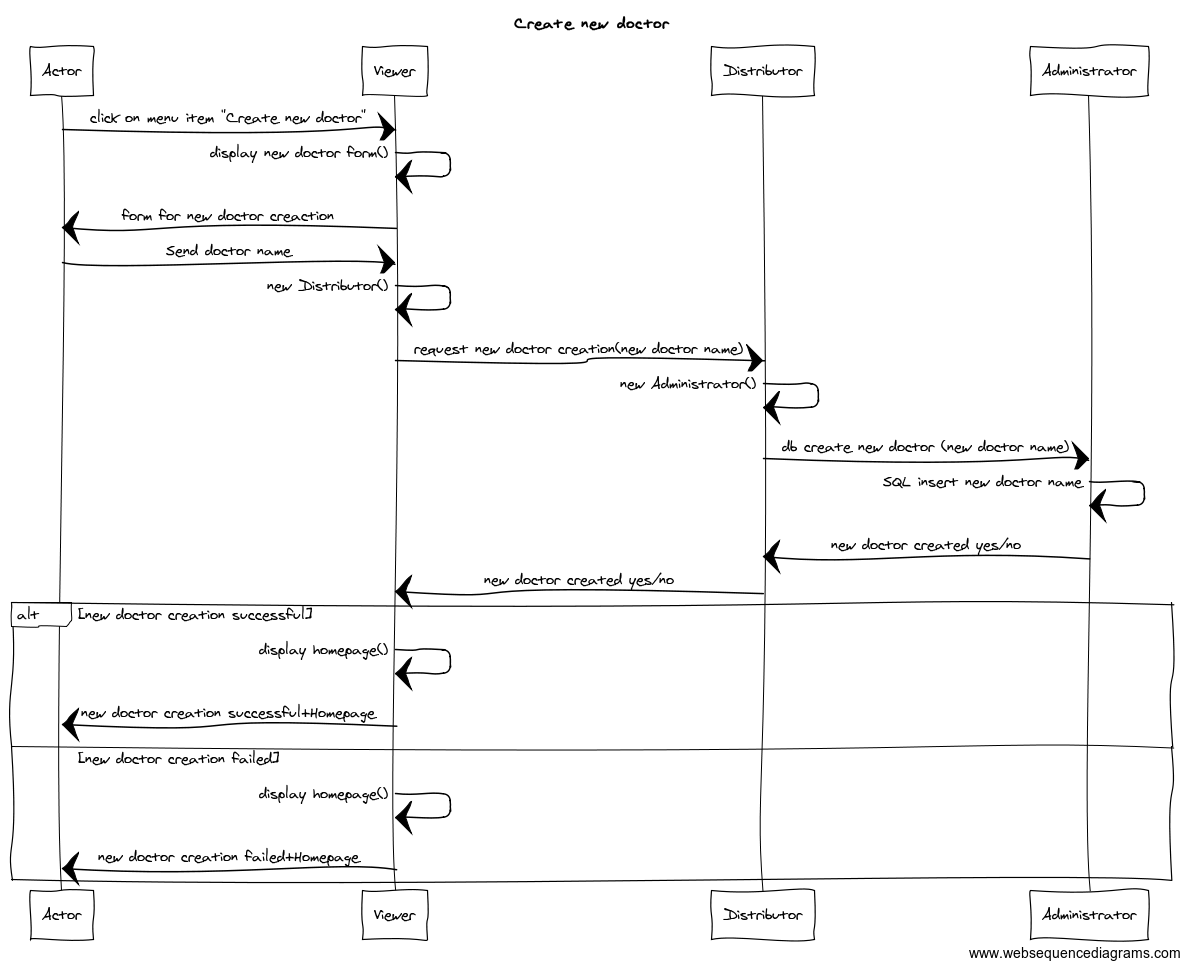 Create new doctor
Actor
Viewer
Distributor
Administrator
click on menu item "Create new doctor"
display new doctor form()
form for new doctor creaction
Send doctor name
new Distributor()
request new doctor creation(new doctor name)
new Administrator()
db create new doctor (new doctor name)
SQL insert new doctor name
new doctor created yes/no
new doctor created yes/no
alt
[new doctor creation successful]
display homepage()
new doctor creation successful+Homepage
[new doctor creation failed]
display homepage()
new doctor creation failed+Homepage
Actor
Viewer
Distributor
Administrator
www.websequencediagrams.com